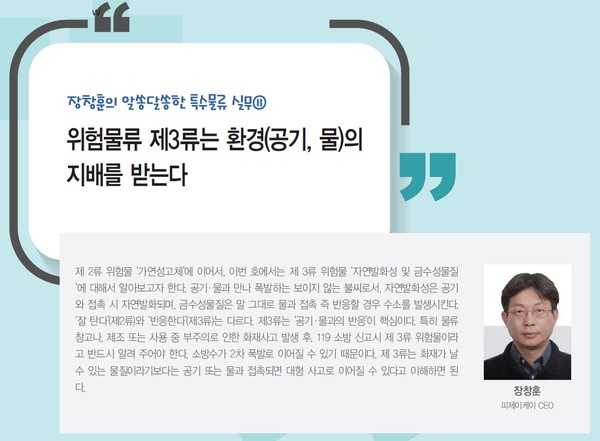 장창훈의 알쏭달쏭한 특수물류 실무⑪
위험물류 제3류는 환경(공기, 물)의
지배를 받는다
제 2류 위험물 '가연성고체'에 이어서, 이번 호에서는 제 3류 위험물 '자연발화성 및 금수성물질
'에 대해서 알아보고자 한다. 공기·물과 만나 폭발하는 보이지 않는 불씨로서, 자연발화성은 공기
와 접촉 시 자연발화되며, 금수성물질은 말 그대로 물과 접촉 즉 반응할 경우 수소를 발생시킨다.
'잘 탄다'(제2류)와 '반응한다'(제3류)는 다르다. 제3류는 '공기·물과의 반응'이 핵심이다. 특히 물류
창고나, 제조 또는 사용 중 부주의로 인한 화재사고 발생 후, 119 소방 신고시 제 3류 위험물이라
고 반드시 알려 주어야 한다. 소방수가 2차 폭발로 이어질 수 있기 때문이다. 제 3류는 화재가 날
수 있는 물질이라기보다는 공기 또는 물과 접촉되면 대형 사고로 이어질 수 있다고 이해하면 된
다.
장창훈
피제이케이 CEO